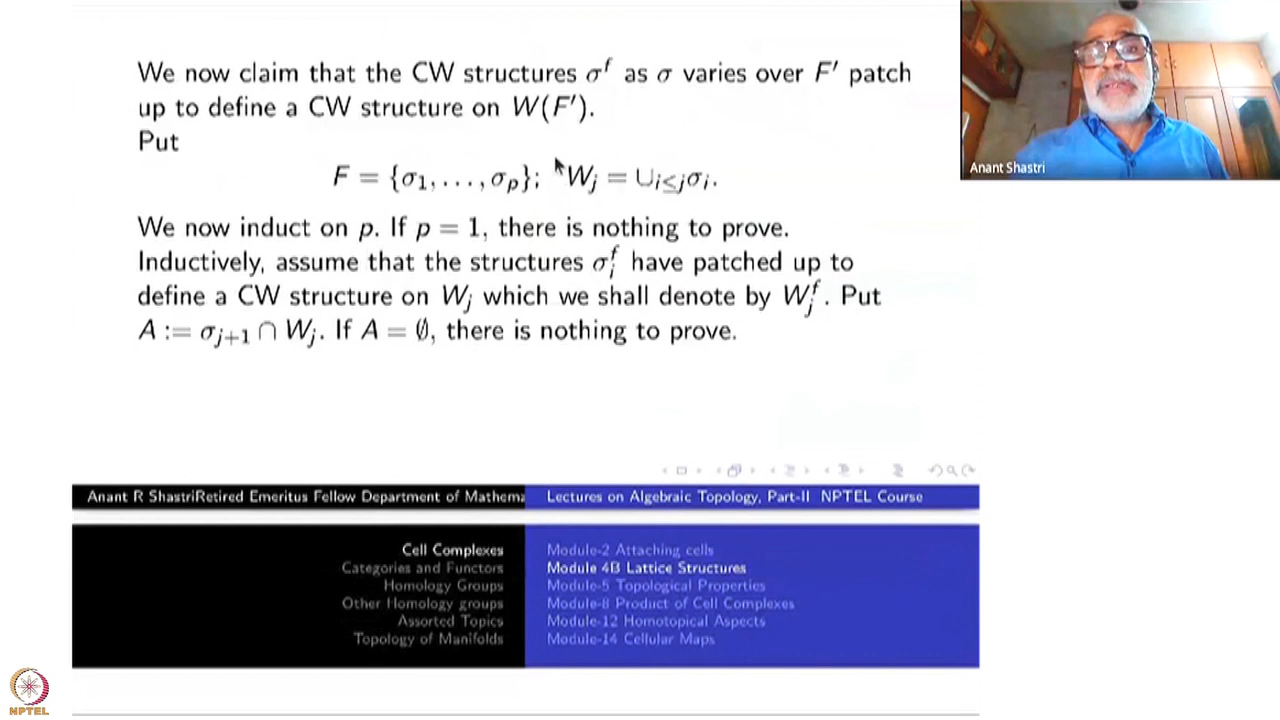 We now claim that the CW structures σ^f as σ varies over F′ patch
up to define a CW structure on W(F′).
Put
F = {σ₁, . . . , σₚ}; W_j = ∪_{i≤j}σ_i.
We now induct on p. If p = 1, there is nothing to prove.
Inductively, assume that the structures σ_j^f have patched up to
define a CW structure on W_j which we shall denote by W_j^f. Put
A := σ_{j+1} ∩ W_j. If A = ∅, there is nothing to prove.
Anant Shastri
Anant R ShastriRetired Emeritus Fellow Department of Mathema
Lectures on Algebraic Topology, Part-II NPTEL Course
Cell Complexes
Categories and Functors
Homology Groups
Other Homology groups
Assorted Topics
Topology of Manifolds
Module-2 Attaching cells
Module 4B Lattice Structures
Module-5 Topological Properties
Module-8 Product of Cell Complexes
Module-12 Homotopical Aspects
Module-14 Cellular Maps
NPTEL